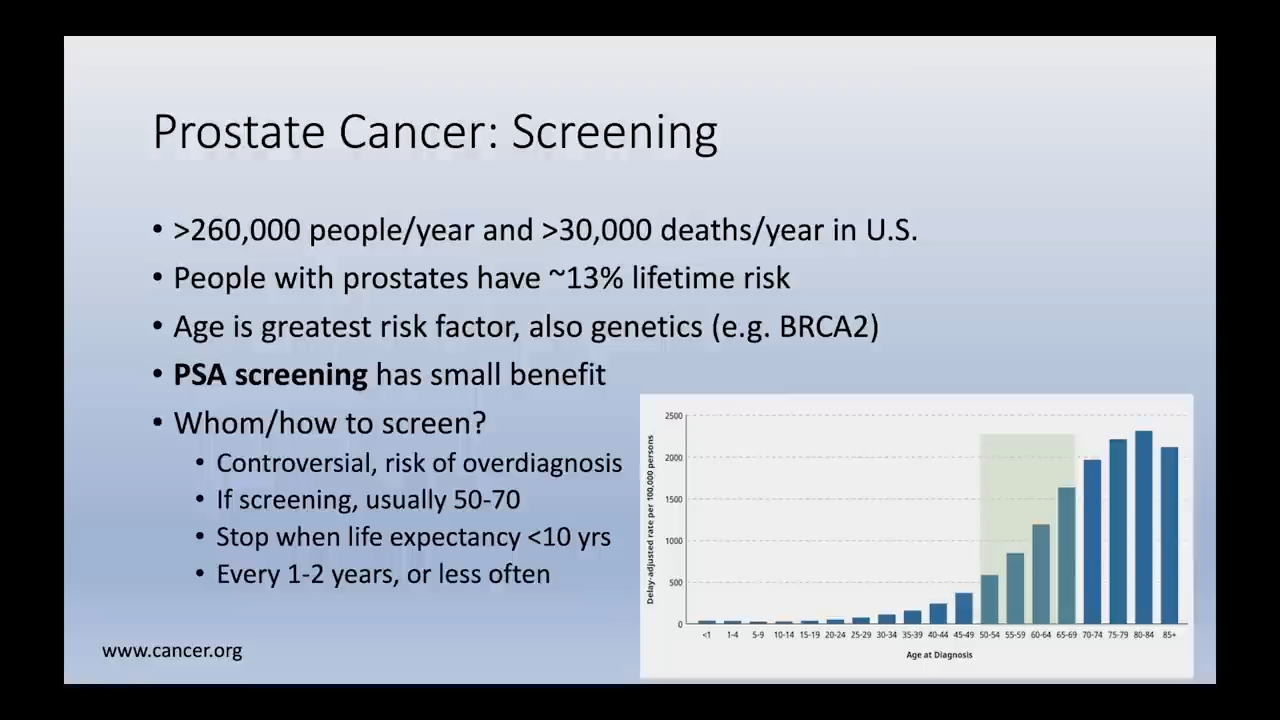 Prostate Cancer: Screening
• >260,000 people/year and >30,000 deaths/year in U.S.
• People with prostates have ~13% lifetime risk
• Age is greatest risk factor, also genetics (e.g. BRCA2)
• PSA screening has small benefit
• Whom/how to screen?
• Controversial, risk of overdiagnosis
• If screening, usually 50-70
• Stop when life expectancy <10 yrs
• Every 1-2 years, or less often
www.cancer.org
Delay-adjusted rate per 100,000 persons
2500
2000
1500
1000
500
0
<1 1-4 5-9 10-14 15-19 20-24 25-29 30-34 35-39 40-44 45-49 50-54 55-59 60-64 65-69 70-74 75-79 80-84 85+
Age at Diagnosis